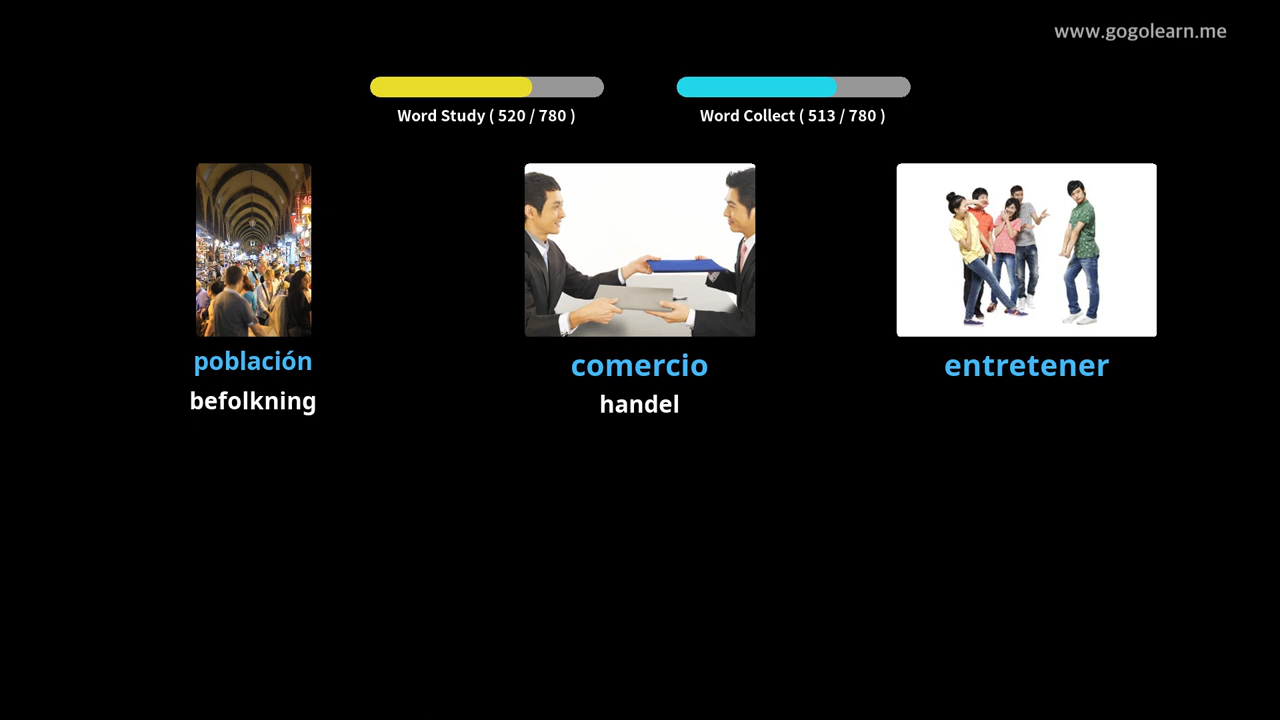 www.gogolearn.me
Word Study ( 520 / 780 )
Word Collect ( 513 / 780 )
población
comercio
entretener
befolkning
handel